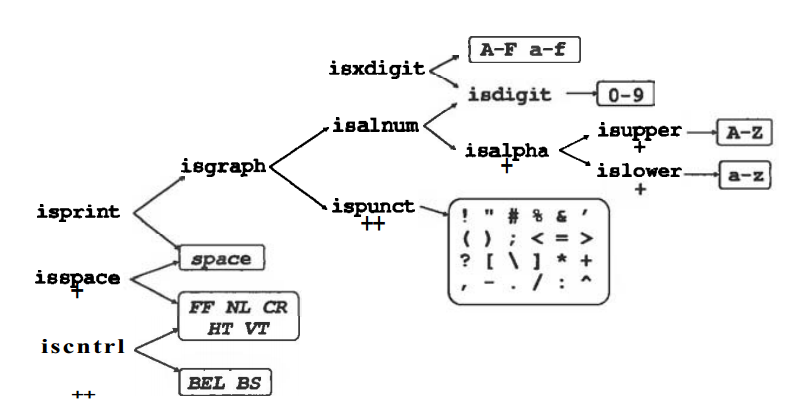 isxdigit
A-F a-f
isdigit
0-9
isalnum
isalpha
+
isupper
+
A-Z
islower
+
a-z
isgraph
ispunct
++
! " # % & ′
( ) ; < = >
? [ \ ] * +
, - . / : ^
isprint
space
isspace
+
FF NL CR
HT VT
iscntrl
++
BEL BS